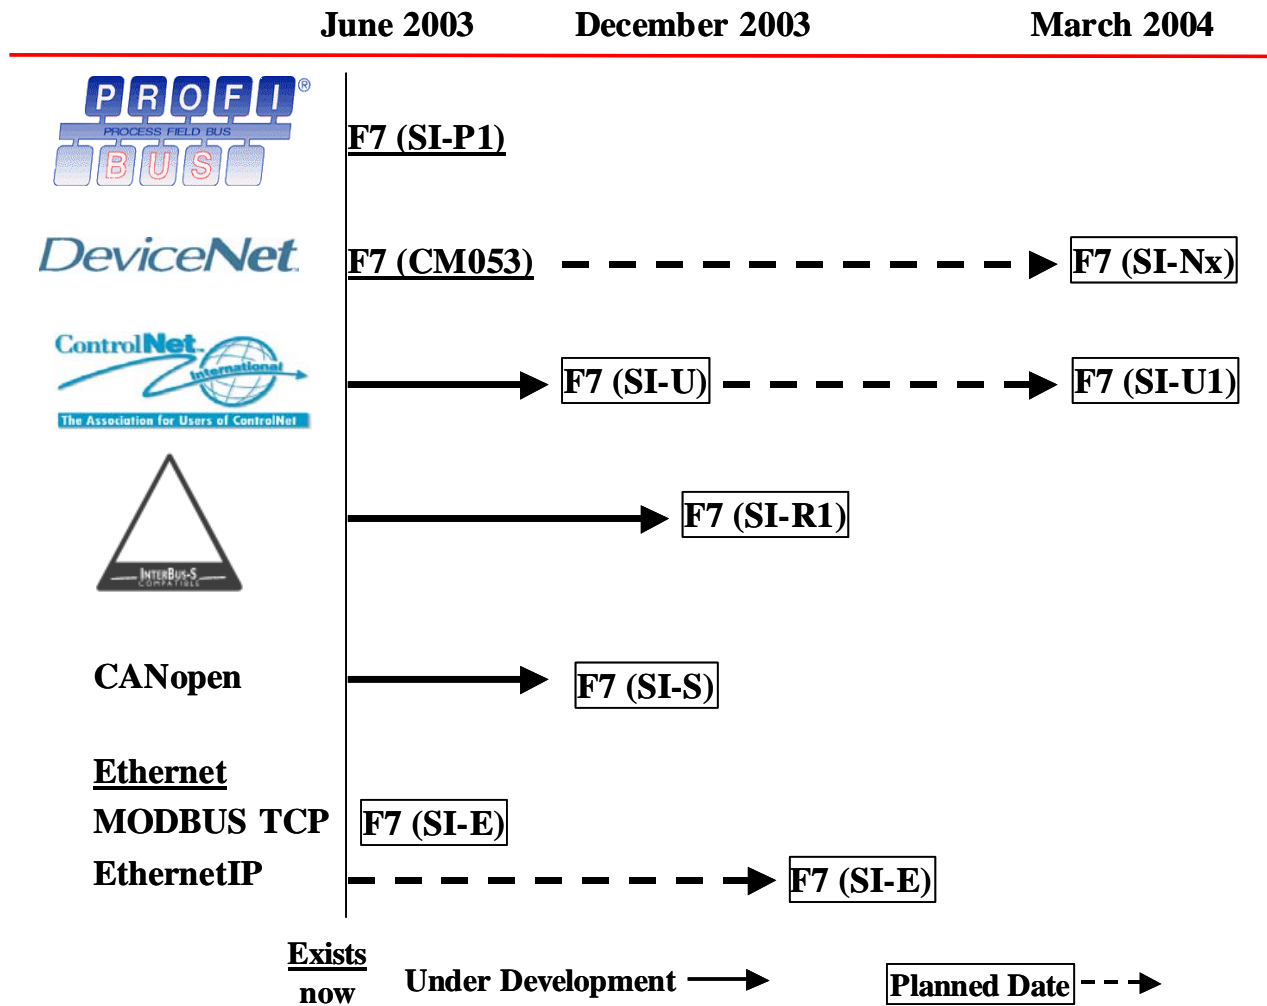 June 2003 December 2003 March 2004
PROFI®
PROCESS FIELD BUS
BUS
F7 (SI-P1)
DeviceNet
F7 (CM053)
F7 (SI-Nx)
ControlNet
International
The Association for Users of ControlNet
F7 (SI-U)
F7 (SI-U1)
INTERBUS-S
COMPATIBLE
F7 (SI-R1)
CANopen
F7 (SI-S)
Ethernet
MODBUS TCP
F7 (SI-E)
EthernetIP
F7 (SI-E)
Exists
now
Under Development
Planned Date